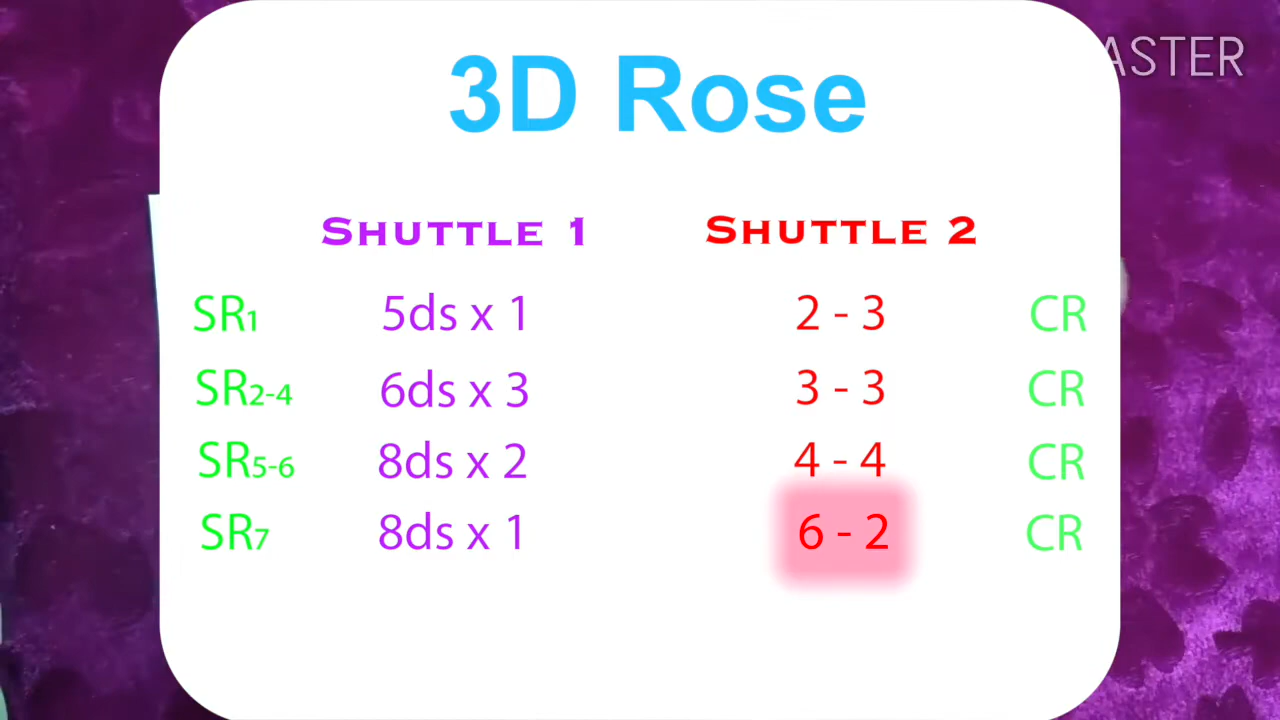 ASTER
3D Rose
SHUTTLE 1 SHUTTLE 2
SR1 5ds x 1 2 - 3 CR
SR2-4 6ds x 3 3 - 3 CR
SR5-6 8ds x 2 4 - 4 CR
SR7 8ds x 1 6 - 2 CR